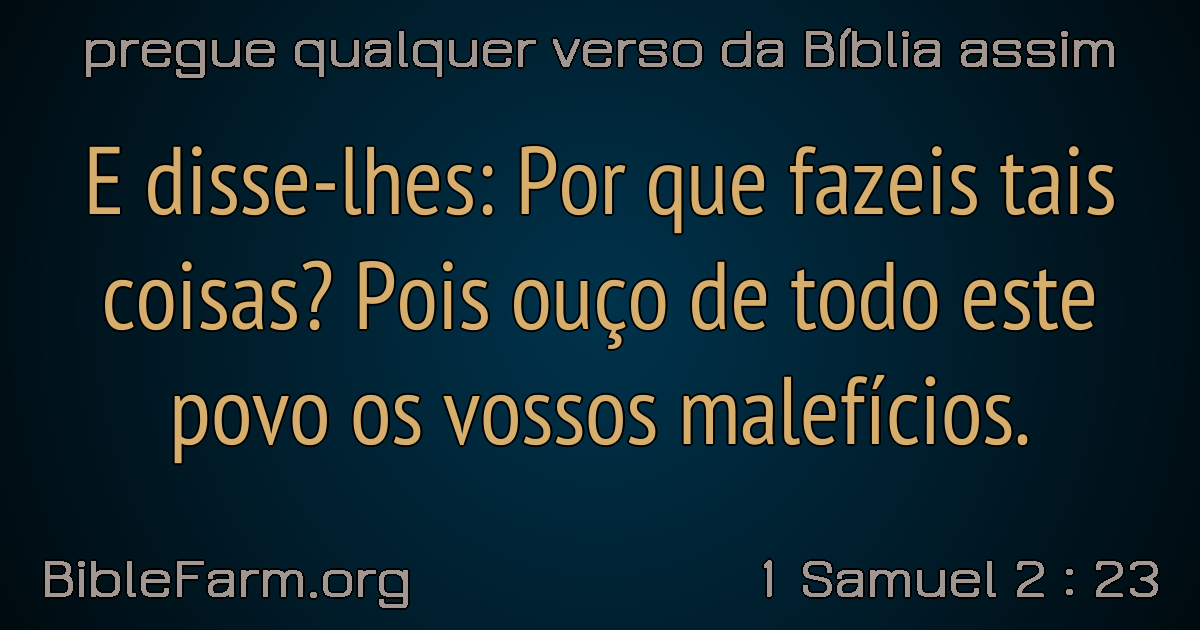 pregue qualquer verso da Bíblia assim
E disse-lhes: Por que fazeis tais
coisas? Pois ouço de todo este
povo os vossos malefícios.
BibleFarm.org
1 Samuel 2 : 23